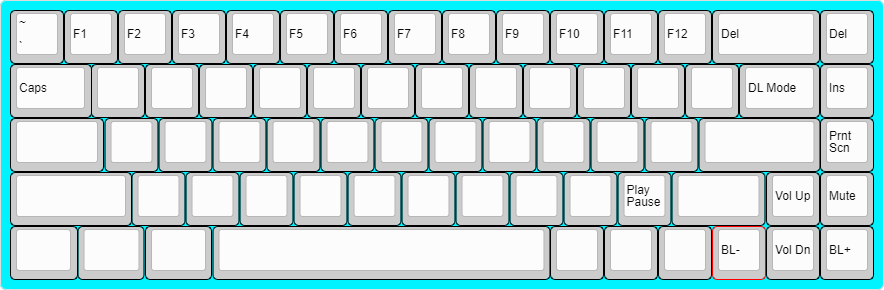 ~
`
F1
F2
F3
F4
F5
F6
F7
F8
F9
F10
F11
F12
Del
Del
Caps
DL Mode
Ins
Prnt
Scn
Play
Pause
Vol Up
Mute
BL-
Vol Dn
BL+